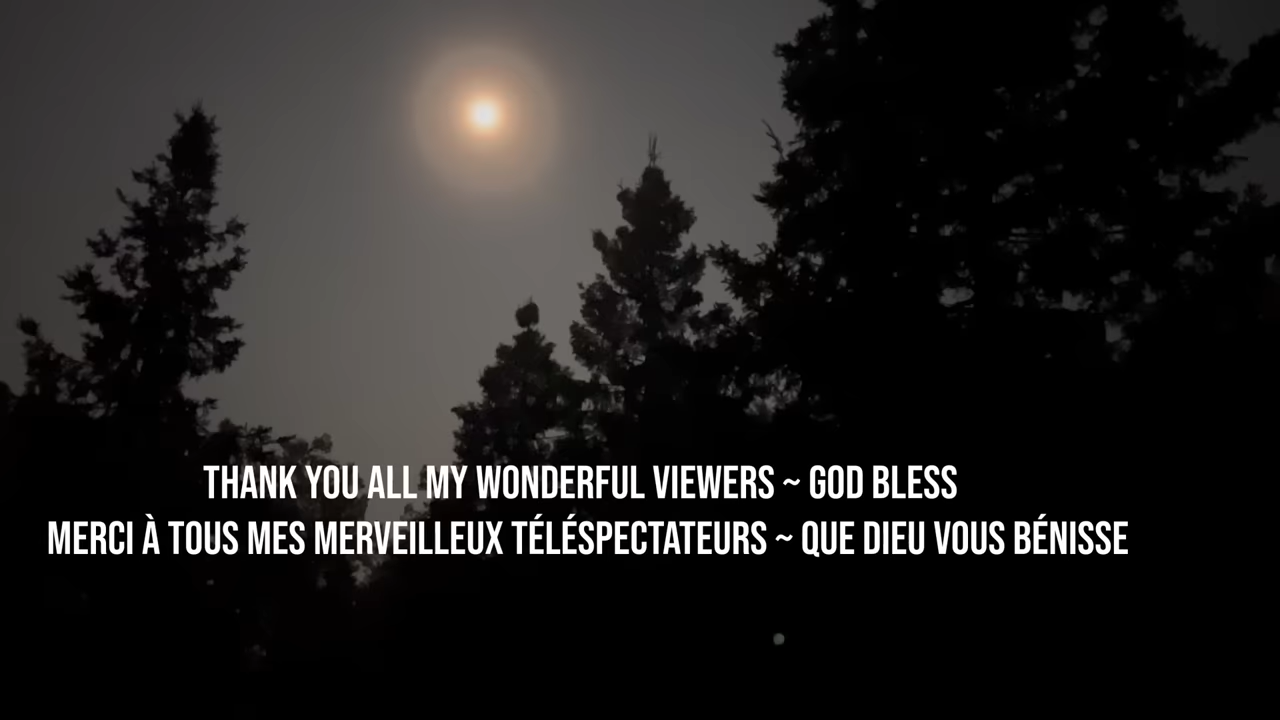 THANK YOU ALL MY WONDERFUL VIEWERS ~ GOD BLESS
MERCI À TOUS MES MERVEILLEUX TÉLÉSPECTATEURS ~ QUE DIEU VOUS BÉNISSE